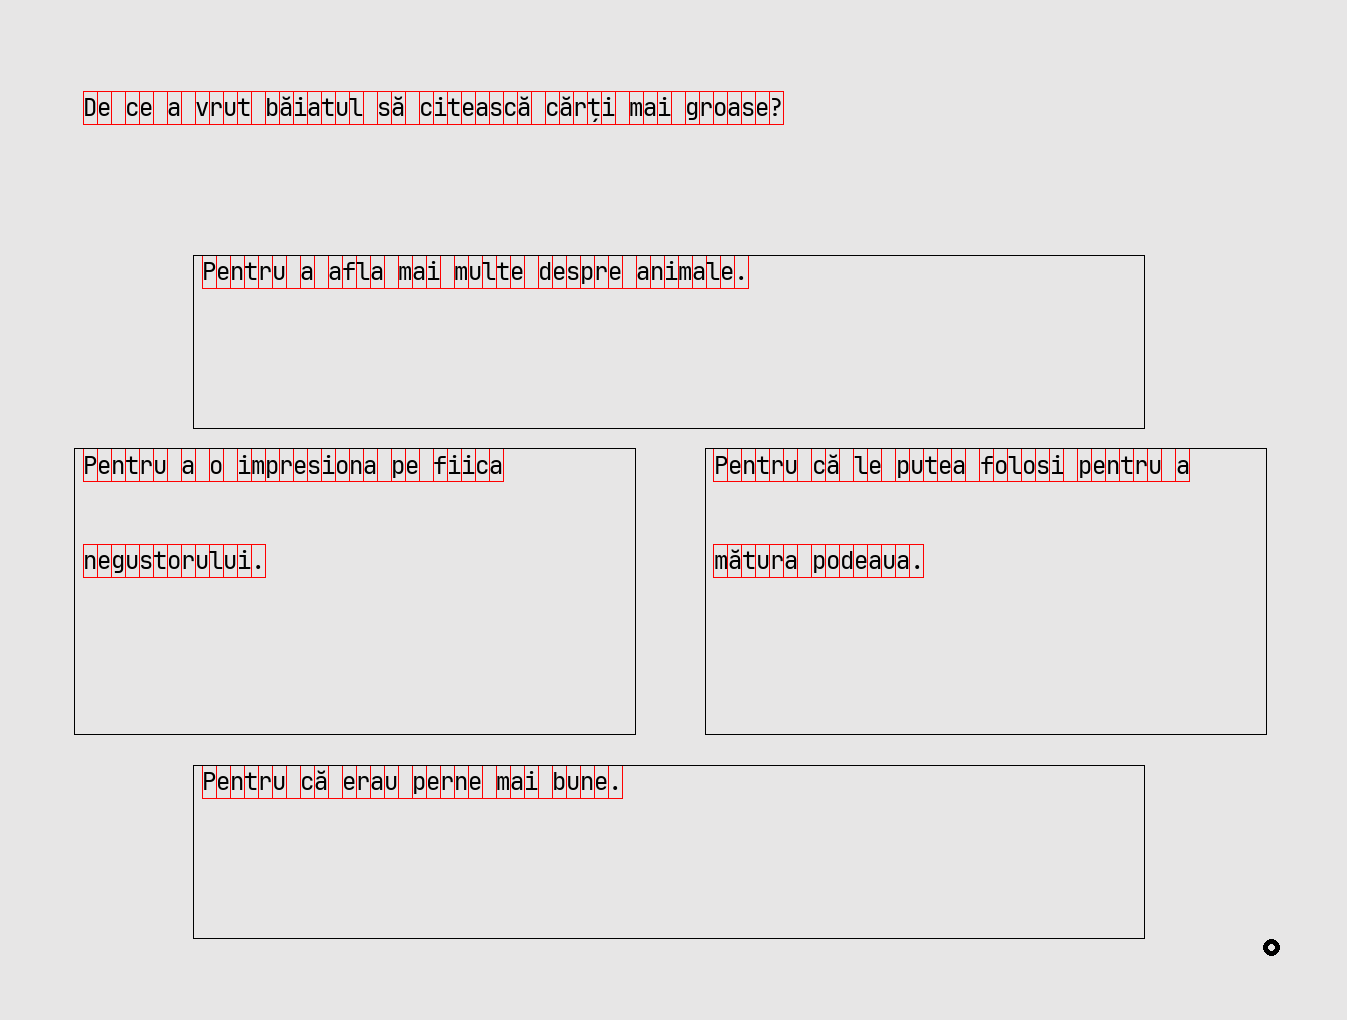 De ce a vrut băiatul să citească cărți mai groase?
Pentru a afla mai multe despre animale.
Pentru a o impresiona pe fiica
negustorului.
Pentru că le putea folosi pentru a
mătura podeaua.
Pentru că erau perne mai bune.